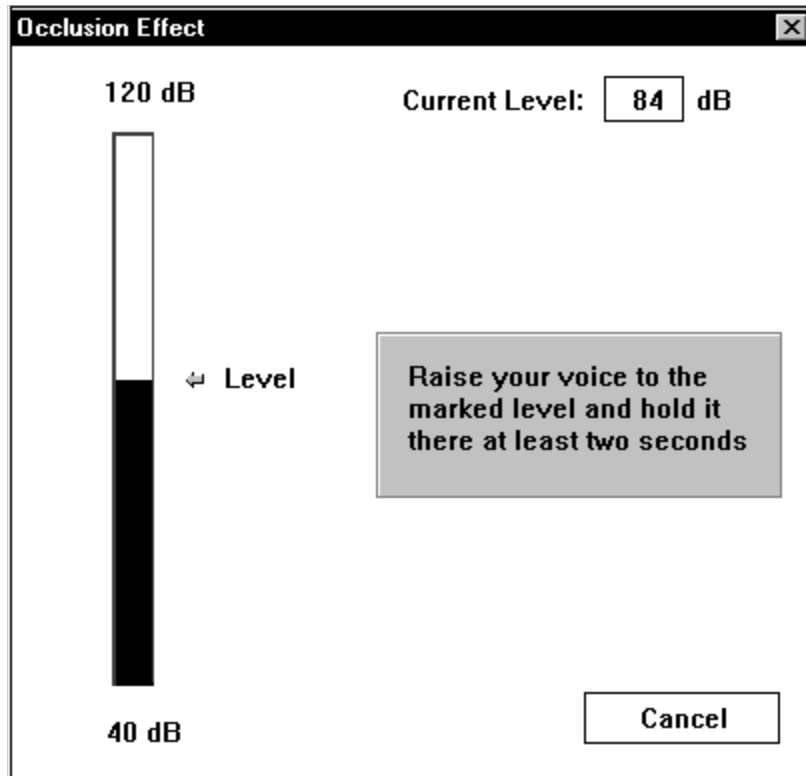 Occlusion Effect
120 dB
Current Level: 84 dB
Level
Raise your voice to the
marked level and hold it
there at least two seconds
40 dB
Cancel